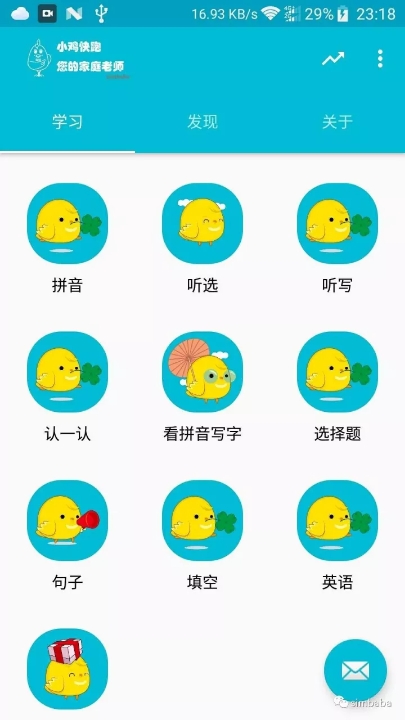 16.93 KB/s 29% 23:18
小鸡快跑
您的家庭老师
学习 发现 关于
拼音 听选 听写
认一认 看拼音写字 选择题
句子 填空 英语
simbaba